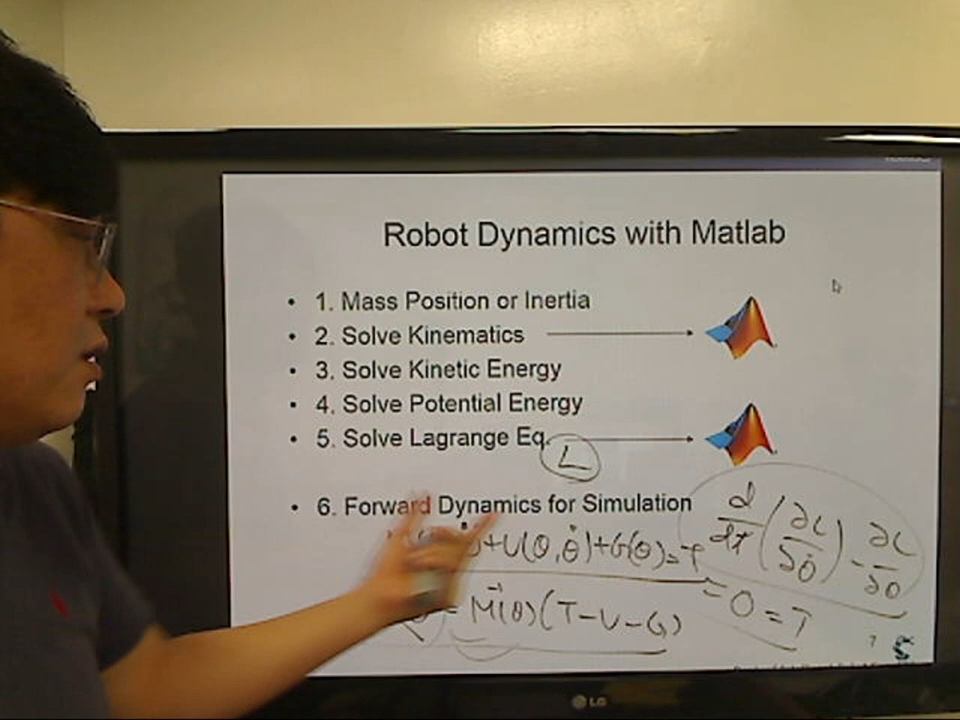 Robot Dynamics with Matlab
• 1. Mass Position or Inertia
• 2. Solve Kinematics
• 3. Solve Kinetic Energy
• 4. Solve Potential Energy
• 5. Solve Lagrange Eq.
L
• 6. Forward Dynamics for Simulation
d/dt (∂L/∂θ̇) - ∂L/∂θ
+V(θ,θ̇)+G(θ)=T
= 0 = T
= M⁻¹(θ)(T-V-G)
7
LG